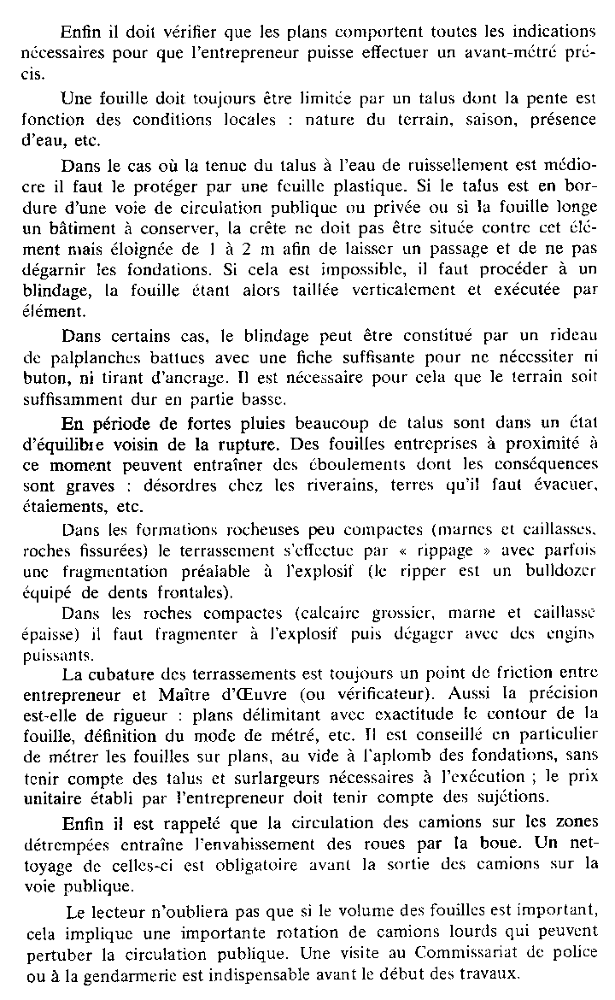 Enfin il doit vérifier que les plans comportent toutes les indications
nécessaires pour que l'entrepreneur puisse effectuer un avant-métré pré-
cis.
Une fouille doit toujours être limitée par un talus dont la pente est
fonction des conditions locales : nature du terrain, saison, présence
d'eau, etc.
Dans le cas où la tenue du talus à l'eau de ruissellement est médio-
cre il faut le protéger par une feuille plastique. Si le talus est en bor-
dure d'une voie de circulation publique ou privée ou si la fouille longe
un bâtiment à conserver, la crête ne doit pas être située contre cet élé-
ment mais éloignée de 1 à 2 m afin de laisser un passage et de ne pas
dégarnir les fondations. Si cela est impossible, il faut procéder à un
blindage, la fouille étant alors taillée verticalement et exécutée par
élément.
Dans certains cas, le blindage peut être constitué par un rideau
de palplanches battues avec une fiche suffisante pour ne nécessiter ni
buton, ni tirant d'ancrage. Il est nécessaire pour cela que le terrain soit
suffisamment dur en partie basse.
En période de fortes pluies beaucoup de talus sont dans un état
d'équilibre voisin de la rupture. Des fouilles entreprises à proximité à
ce moment peuvent entraîner des éboulements dont les conséquences
sont graves : désordres chez les riverains, terres qu'il faut évacuer,
étaiements, etc.
Dans les formations rocheuses peu compactes (marnes et caillasses,
roches fissurées) le terrassement s'effectue par « rippage » avec parfois
une fragmentation préalable à l'explosif (le ripper est un bulldozer
équipé de dents frontales).
Dans les roches compactes (calcaire grossier, marne et caillasse
épaisse) il faut fragmenter à l'explosif puis dégager avec des engins
puissants.
La cubature des terrassements est toujours un point de friction entre
entrepreneur et Maître d'Œuvre (ou vérificateur). Aussi la précision
est-elle de rigueur : plans délimitant avec exactitude le contour de la
fouille, définition du mode de métré, etc. Il est conseillé en particulier
de métrer les fouilles sur plans, au vide à l'aplomb des fondations, sans
tenir compte des talus et surlargeurs nécessaires à l'exécution ; le prix
unitaire établi par l'entrepreneur doit tenir compte des sujétions.
Enfin il est rappelé que la circulation des camions sur les zones
détrempées entraîne l'envahissement des roues par la boue. Un net-
toyage de celles-ci est obligatoire avant la sortie des camions sur la
voie publique.
Le lecteur n'oubliera pas que si le volume des fouilles est important,
cela implique une importante rotation de camions lourds qui peuvent
pertuber la circulation publique. Une visite au Commissariat de police
ou à la gendarmerie est indispensable avant le début des travaux.